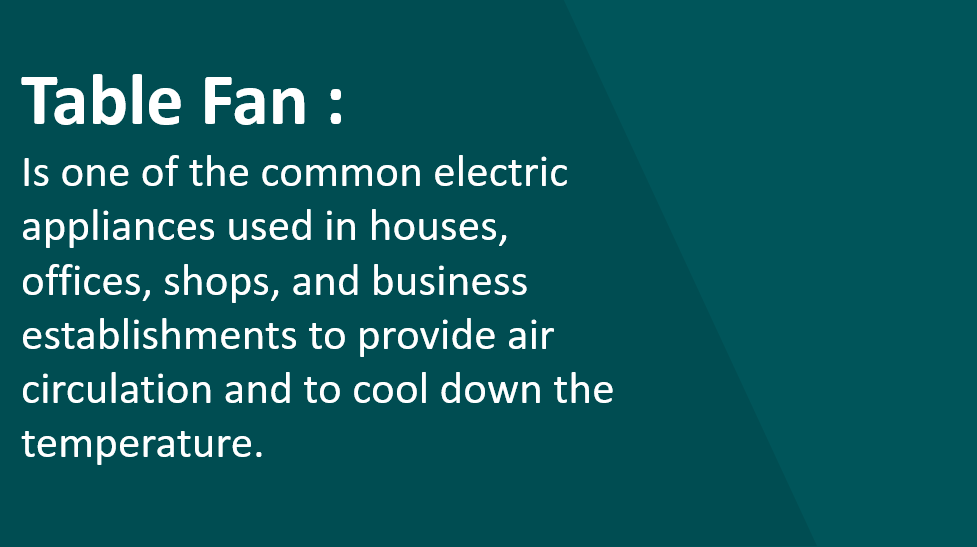 Table Fan :
Is one of the common electric
appliances used in houses,
offices, shops, and business
establishments to provide air
circulation and to cool down the
temperature.